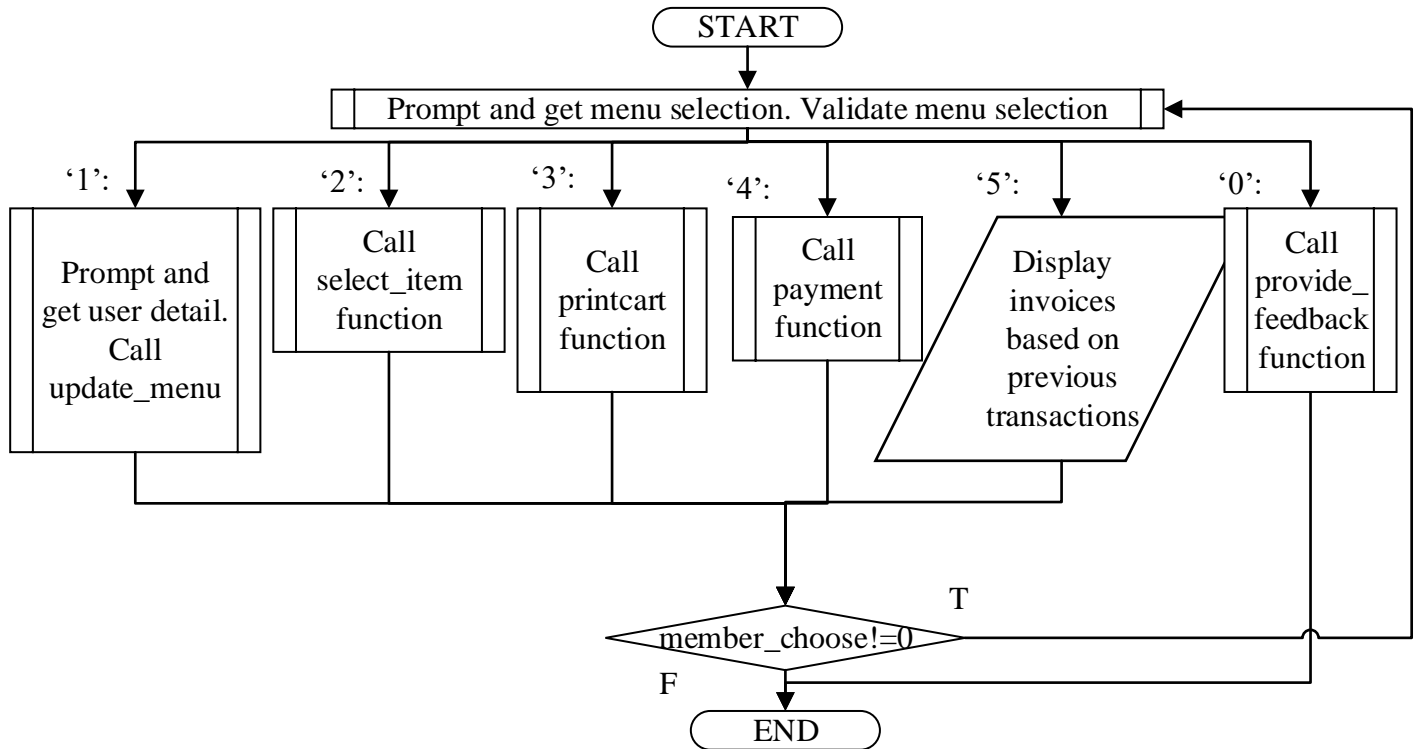 START
Prompt and get menu selection. Validate menu selection
‘1’:
‘2’:
‘3’:
‘4’:
‘5’:
‘0’:
Prompt and
get user detail.
Call
update_menu
Call
select_item
function
Call
printcart
function
Call
payment
function
Display
invoices
based on
previous
transactions
Call
provide_
feedback
function
T
member_choose!=0
F
END